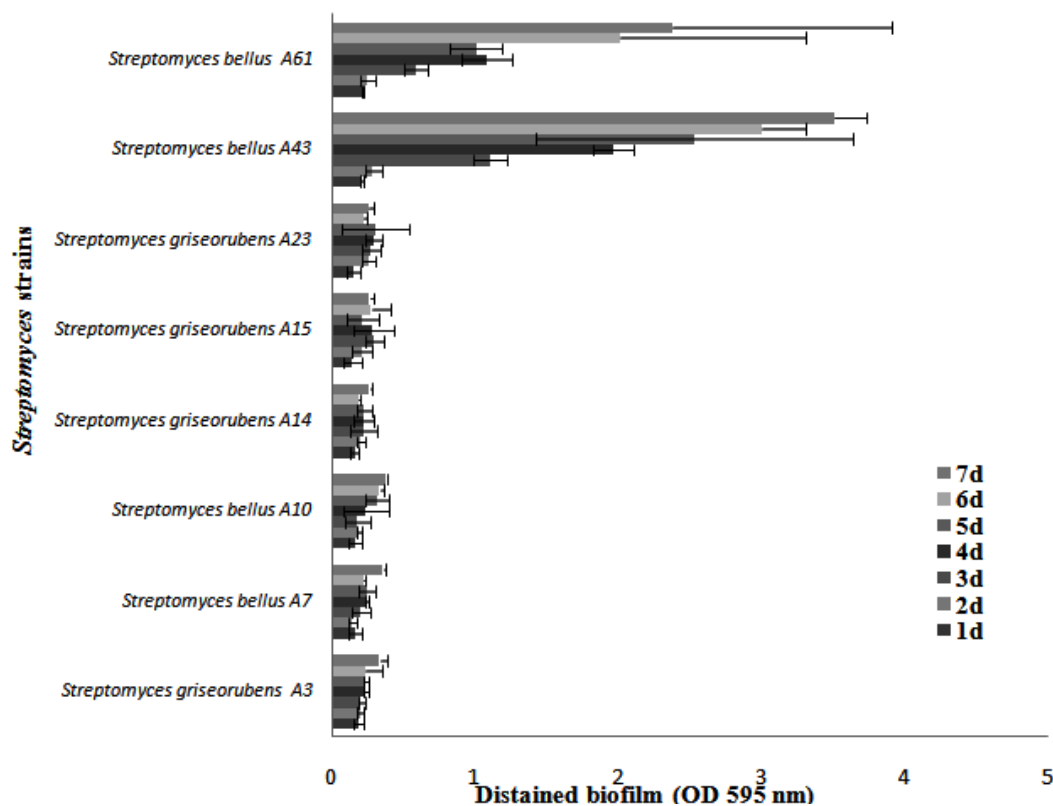 Streptomyces bellus A61
Streptomyces bellus A43
Streptomyces griseorubens A23
Streptomyces griseorubens A15
Streptomyces griseorubens A14
Streptomyces bellus A10
Streptomyces bellus A7
Streptomyces griseorubens A3
Streptomyces strains
7d
6d
5d
4d
3d
2d
1d
0 1 2 3 4 5
Distained biofilm (OD 595 nm)